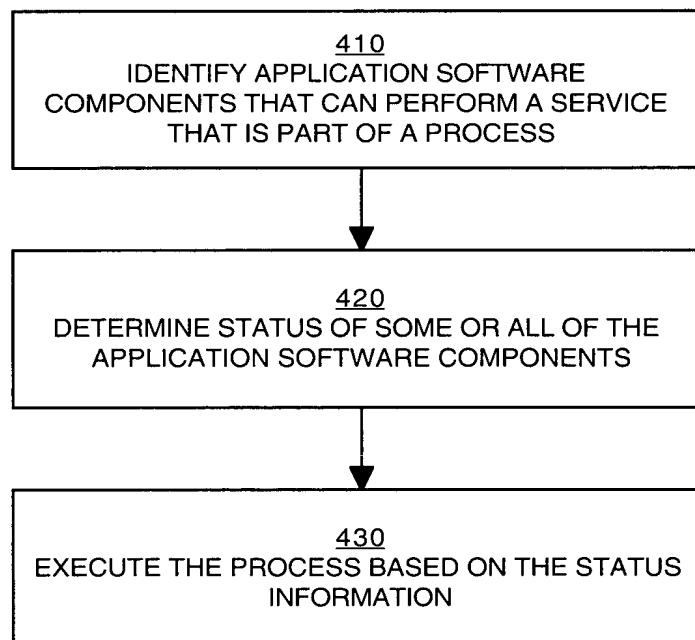 410
IDENTIFY APPLICATION SOFTWARE
COMPONENTS THAT CAN PERFORM A SERVICE
THAT IS PART OF A PROCESS
420
DETERMINE STATUS OF SOME OR ALL OF THE
APPLICATION SOFTWARE COMPONENTS
430
EXECUTE THE PROCESS BASED ON THE STATUS
INFORMATION